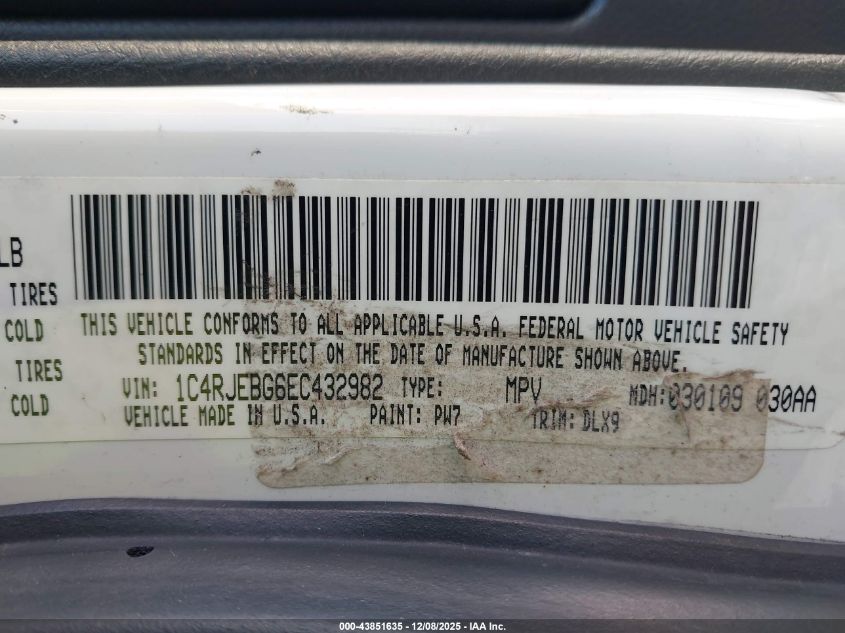 LB
TIRES
COLD
TIRES
COLD
THIS VEHICLE CONFORMS TO ALL APPLICABLE U.S.A. FEDERAL MOTOR VEHICLE SAFETY
STANDARDS IN EFFECT ON THE DATE OF MANUFACTURE SHOWN ABOVE.
VIN: 1C4RJEBG6EC432982 TYPE: MPV MDH:030109 030AA
VEHICLE MADE IN U.S.A. PAINT: PW7 TRIM: DLX9
000-43851635 - 12/08/2025 - IAA Inc.